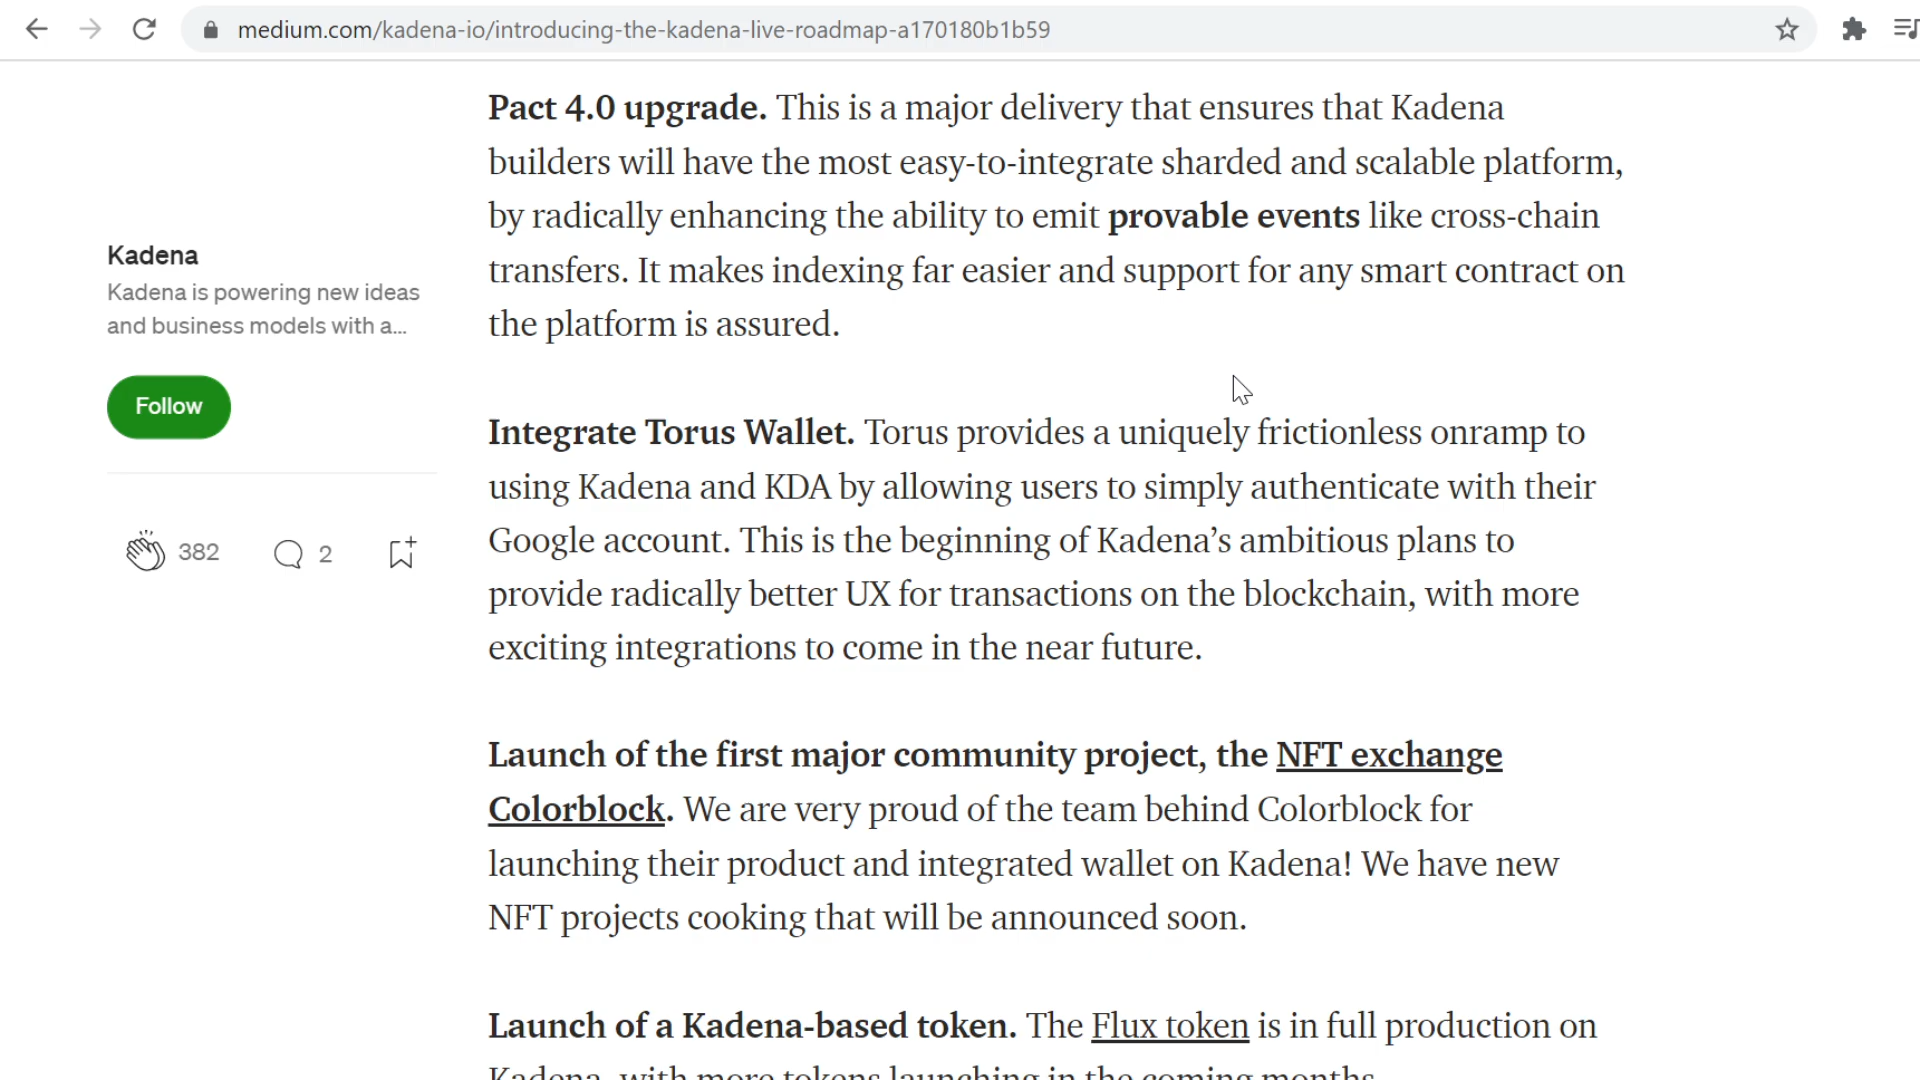 medium.com/kadena-io/introducing-the-kadena-live-roadmap-a170180b1b59
Kadena
Kadena is powering new ideas
and business models with a...
Follow
382
2
Pact 4.0 upgrade. This is a major delivery that ensures that Kadena
builders will have the most easy-to-integrate sharded and scalable platform,
by radically enhancing the ability to emit provable events like cross-chain
transfers. It makes indexing far easier and support for any smart contract on
the platform is assured.
Integrate Torus Wallet. Torus provides a uniquely frictionless onramp to
using Kadena and KDA by allowing users to simply authenticate with their
Google account. This is the beginning of Kadena’s ambitious plans to
provide radically better UX for transactions on the blockchain, with more
exciting integrations to come in the near future.
Launch of the first major community project, the NFT exchange
Colorblock. We are very proud of the team behind Colorblock for
launching their product and integrated wallet on Kadena! We have new
NFT projects cooking that will be announced soon.
Launch of a Kadena-based token. The Flux token is in full production on
Kadena, with more tokens launching in the coming months.